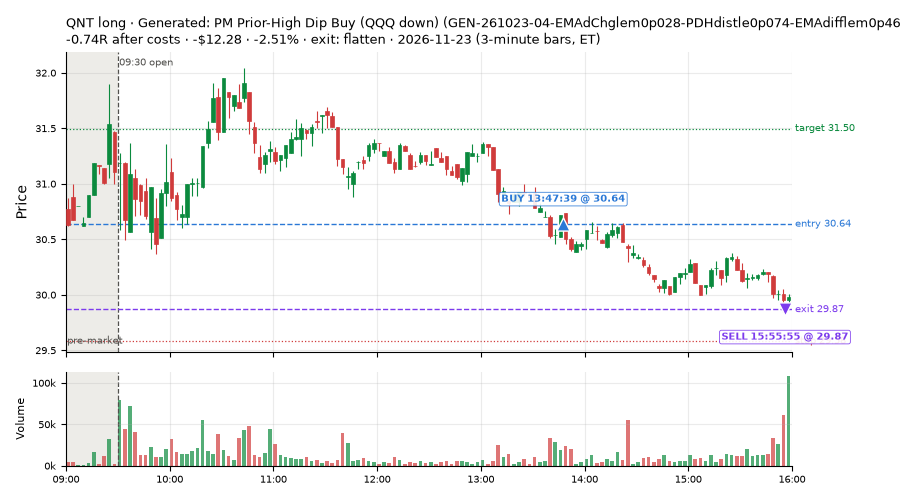 QNT long · Generated: PM Prior-High Dip Buy (QQQ down) (GEN-261023-04-EMAdChglem0p028-PDHdistle0p074-EMAdifflem0p46
-0.74R after costs · -$12.28 · -2.51% · exit: flatten · 2026-11-23 (3-minute bars, ET)
09:30 open
32.0
target 31.50
31.5
31.0
BUY 13:47:39 @ 30.64
entry 30.64
30.5
30.0
exit 29.87
SELL 15:55:55 @ 29.87
pre-market
29.5
Price
100k
50k
0k
Volume
09:00 10:00 11:00 12:00 13:00 14:00 15:00 16:00